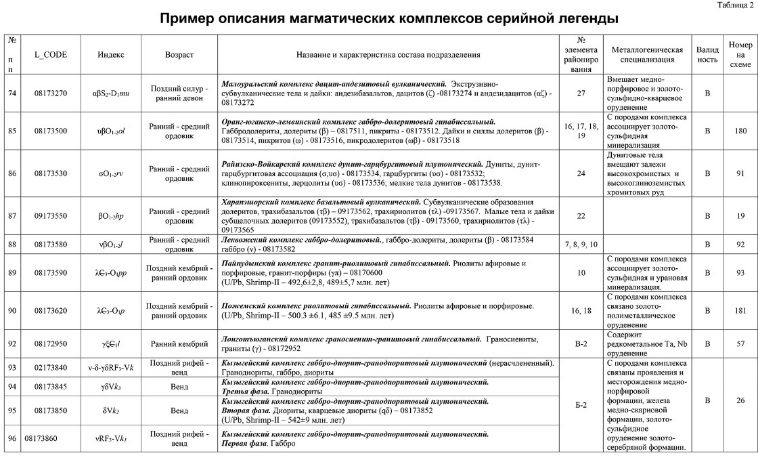 Таблица 2
Пример описания магматических комплексов серийной легенды
№ п п | L_CODE | Индекс | Возраст | Название и характеристика состава подразделения | № элемента райониро вания | Металлогеническая специализация | Валид ность | Номер на схеме
74 | 08173270 | αβS₂-D₁mu | Поздний силур - ранний девон | Малоуральский комплекс дацит-андезитовый вулканический. Экструзивно-
субвулканические тела и дайки: андезибазальтов, дацитов (ζ) -08173274 и андезидацитов (αζ) -
08173272 | 27 | Вмещает медно-порфировое и золото-сульфидно-кварцевое оруденение | В
85 | 08173500 | υβO₁₋₂ol | Ранний - средний ордовик | Оранг-юганско-лемвинский комплекс габбро-долеритовый гипабиссальный.
Габбродолериты, долериты (β) – 0817511, пикриты - 08173512. Дайки и силлы долеритов (β) -
08173514, пикритов (ω) - 08173516, пикродолеритов (ωβ) - 08173518 | 16, 17, 18, 19 | С породами комплекса ассоциирует золото-сульфидная минерализация | В | 180
86 | 08173530 | σO₁₋₂rv | Ранний - средний ордовик | Райизско-Войкарский комплекс дунит-гарцбургитовый плутонический. Дуниты, дунит-
гарцбургитовая ассоциация (σ,υσ) - 08173534, гарцбургиты (υσ) - 08173532;
клинопироксениты, лерцолиты (υσ) - 08173536; мелкие тела дунитов - 08173538. | 24 | Дунитовые тела вмещают залежи высокохромистых и высокоглиноземистых хромитовых руд | В | 91
87 | 09173550 | βO₁₋₂hp | Ранний - средний ордовик | Харапэшорский комплекс базальтовый вулканический. Субвулканические образования
долеритов, трахибазальтов (τβ) – 09173562, трахириолитов (τλ) -09173567. Малые тела и дайки
субщелочных долеритов (09173552), трахибазальтов (τβ) - 09173560, трахириолитов (τλ) -
09173565 | 22 | В | 19
88 | 08173580 | νβO₁₋₂l | Ранний - средний ордовик | Леквожский комплекс габбро-долеритовый., габбро-долериты, долериты (β) - 08173584
габбро (ν) - 08173582 | 7, 8, 9, 10 | В | 92
89 | 08173590 | λЄ₃-O₁pp | Поздний кембрий - ранний ордовик | Пайпудынский комплекс гранит-риолитовый гипабиссальный. Риолиты афировые и
порфировые, гранит-порфиры (γπ) – 08170600
(U/Pb, Shrimp-II – 492,6±2,8, 489±5,7 млн. лет) | 10 | С породами комплекса ассоциирует золото-сульфидная и урановая минерализация. | В | 93
90 | 08173620 | λЄ₃-O₁p | Поздний кембрий - ранний ордовик | Пожемский комплекс риолитовый гипабиссальный. Риолиты афировые и порфировые.
(U/Pb, Shrimp-II – 500.3 ±6.1, 485 ±9.5 млн. лет) | 16, 18 | С породами комплекса связано золото-полиметаллическое оруденение | В | 181
92 | 08172950 | γξЄ₁l | Ранний кембрий | Лонготъюганский комплекс граносиенит-гранитовый гипабиссальный. Граносиениты,
граниты (γ) - 08172952 | В-2 | Содержит редкометальное Ta, Nb оруденение | В | 57
93 | 02173840 | ν-δ-γδRF₃-Vk | Поздний рифей - венд | Кызыгейский комплекс габбро-диорит-гранодиоритовый плутонический (нерасчлененный).
Гранодиориты, габбро, диориты | Б-2 | С породами комплекса связаны проявления и месторождения медно-порфировой формации, железа медно-скарновой формации, золото-сульфидное оруденение золото-серебряной формации. | В | 26
94 | 08173845 | γδVk₃ | Венд | Кызыгейский комплекс габбро-диорит-гранодиоритовый плутонический.
Третья фаза. Гранодиориты
95 | 08173850 | δVk₂ | Венд | Кызыгейский комплекс габбро-диорит-гранодиоритовый плутонический.
Вторая фаза. Диориты, кварцевые диориты (qδ) – 08173852
(U/Pb, Shrimp-II – 542±9 млн. лет)
96 | 08173860 | νRF₃-Vk₁ | Поздний рифей - венд | Кызыгейский комплекс габбро-диорит-гранодиоритовый плутонический.
Первая фаза. Габбро